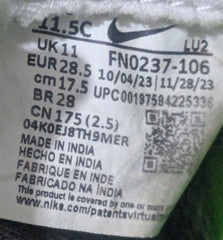 11.5C LU2
UK 11 FN0237-106
EUR 28.5 10/04/23 | 11/28/23
cm 17.5 UPC 00197594225336
BR 28
CN 175 (2.5)
04K0EJ8TH9MER
MADE IN INDIA
HECHO EN INDIA
FABRIQUE EN INDE
FABRICADO NA ÍNDIA
This product is covered by one or more
www.nike.com/patents